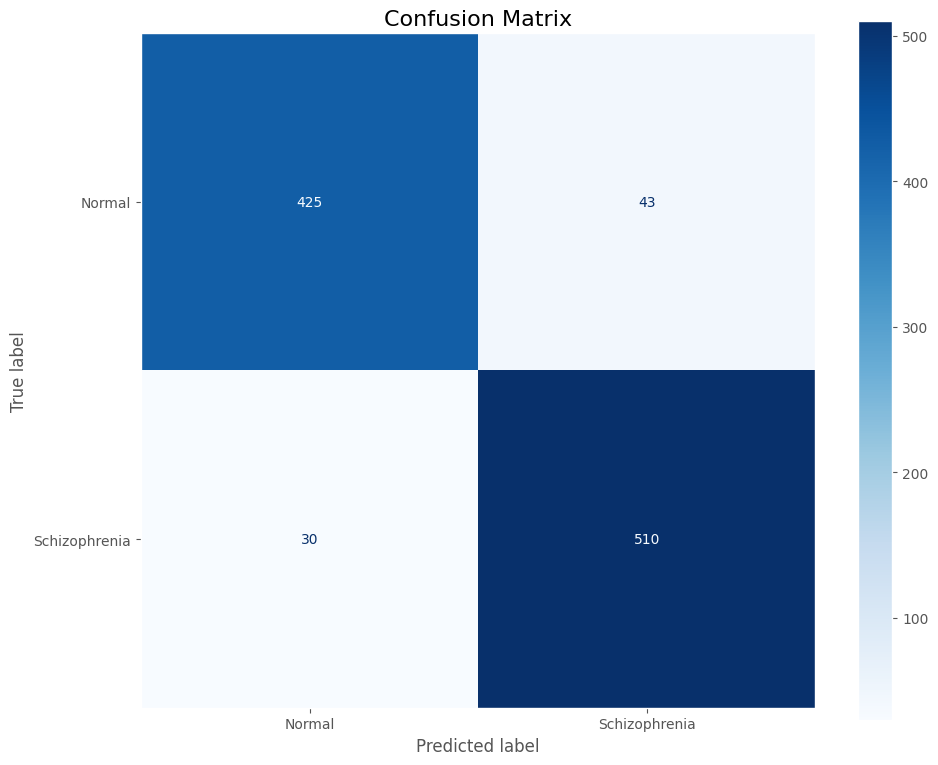 Confusion Matrix
True label
Normal
Schizophrenia
425
43
30
510
Normal
Schizophrenia
Predicted label
500
400
300
200
100